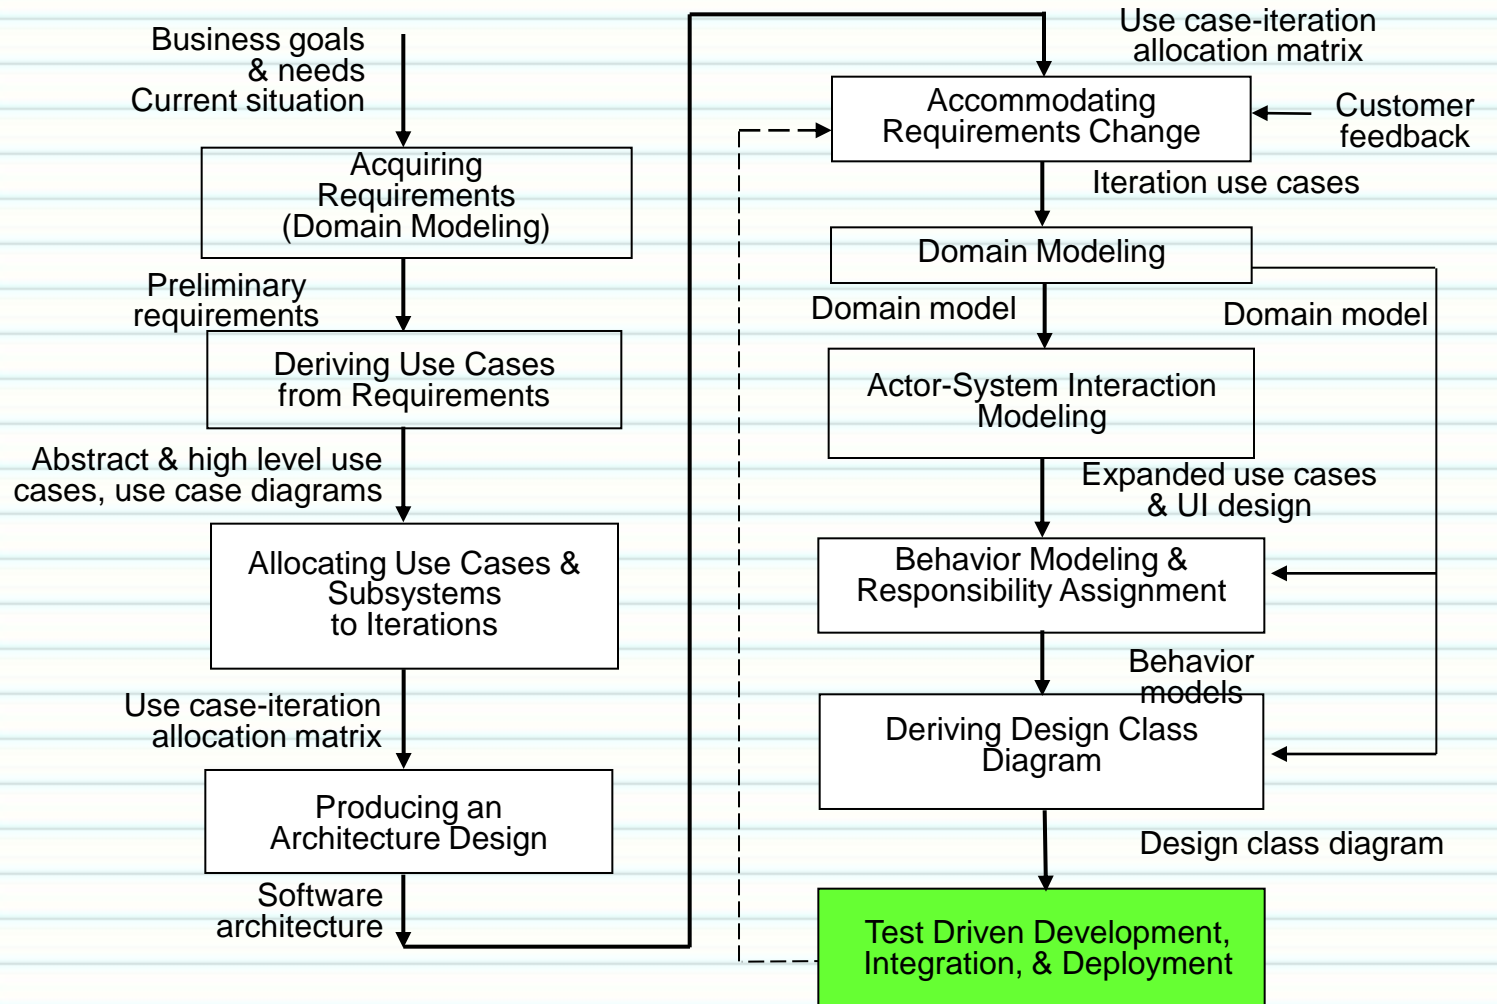 Business goals
& needs
Current situation
Acquiring
Requirements
(Domain Modeling)
Preliminary
requirements
Deriving Use Cases
from Requirements
Abstract & high level use
cases, use case diagrams
Allocating Use Cases &
Subsystems
to Iterations
Use case-iteration
allocation matrix
Producing an
Architecture Design
Software
architecture
Use case-iteration
allocation matrix
Accommodating
Requirements Change
Customer
feedback
Iteration use cases
Domain Modeling
Domain model
Domain model
Actor-System Interaction
Modeling
Expanded use cases
& UI design
Behavior Modeling &
Responsibility Assignment
Behavior
models
Deriving Design Class
Diagram
Design class diagram
Test Driven Development,
Integration, & Deployment